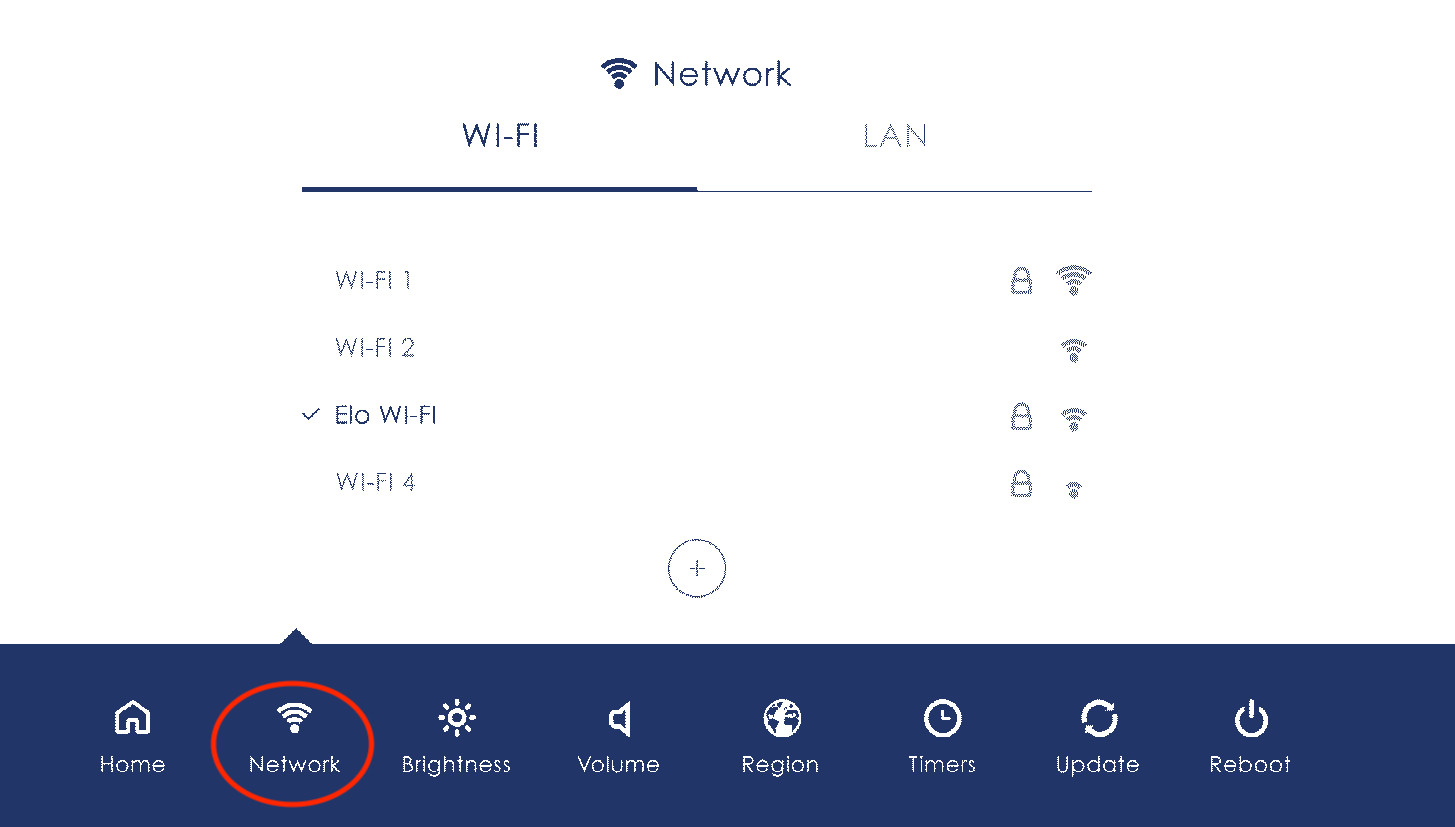 Network
WI-FI LAN
WI-FI 1
WI-FI 2
Elo WI-FI
WI-FI 4
Home Network Brightness Volume Region Timers Update Reboot